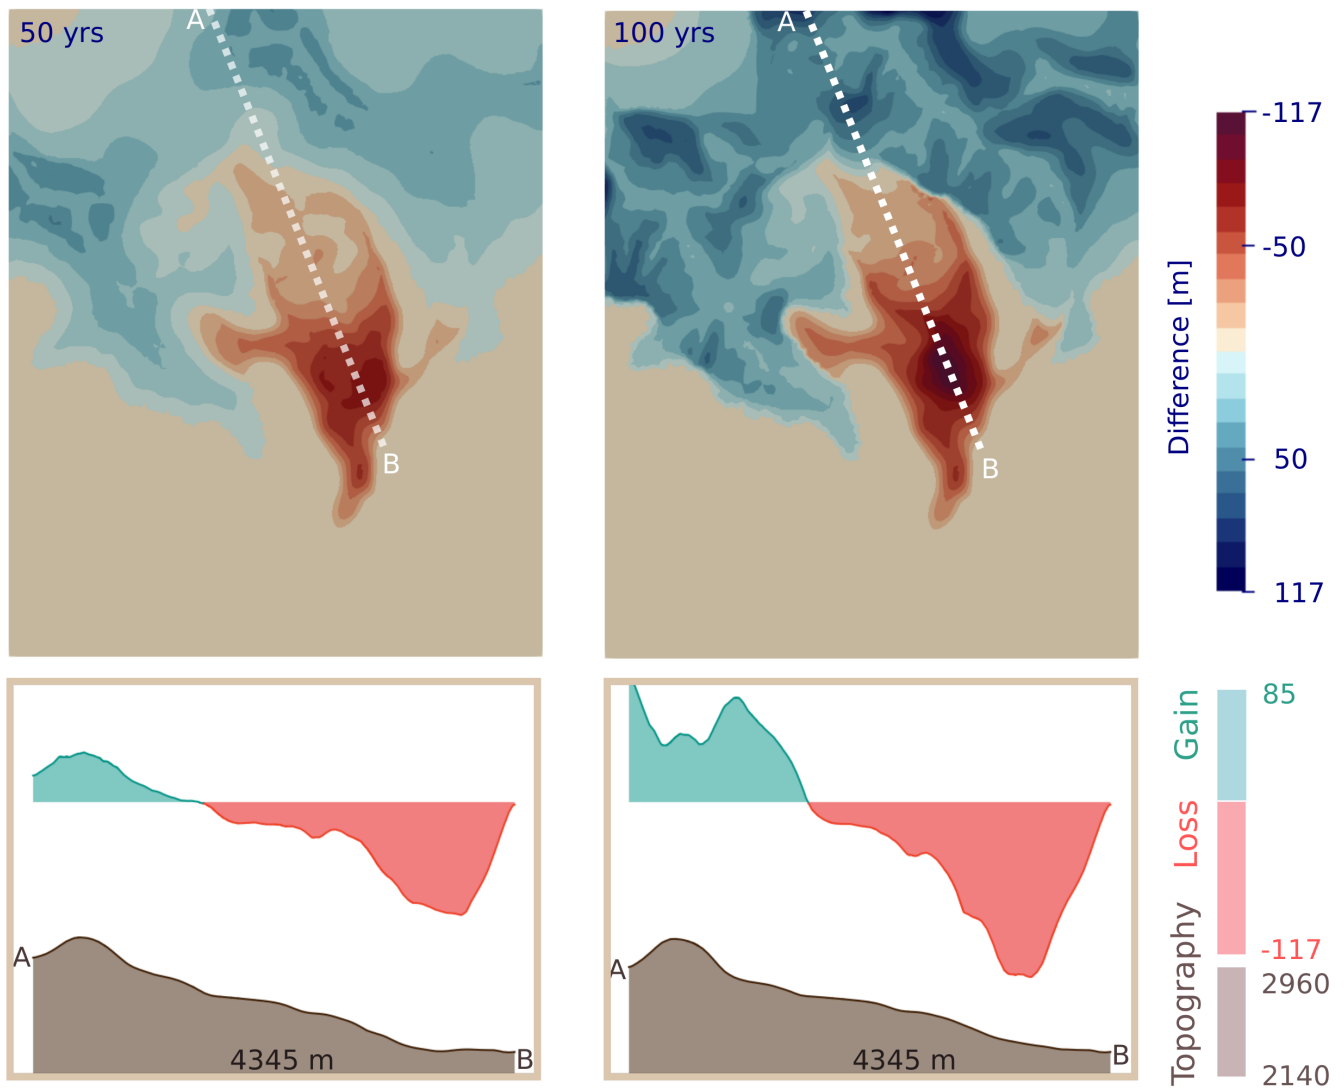 50 yrs
A
B
100 yrs
A
B
-117
-50
50
117
Difference [m]
A
4345 m
B
A
4345 m
B
Gain
Loss
Topography
85
-117
2960
2140